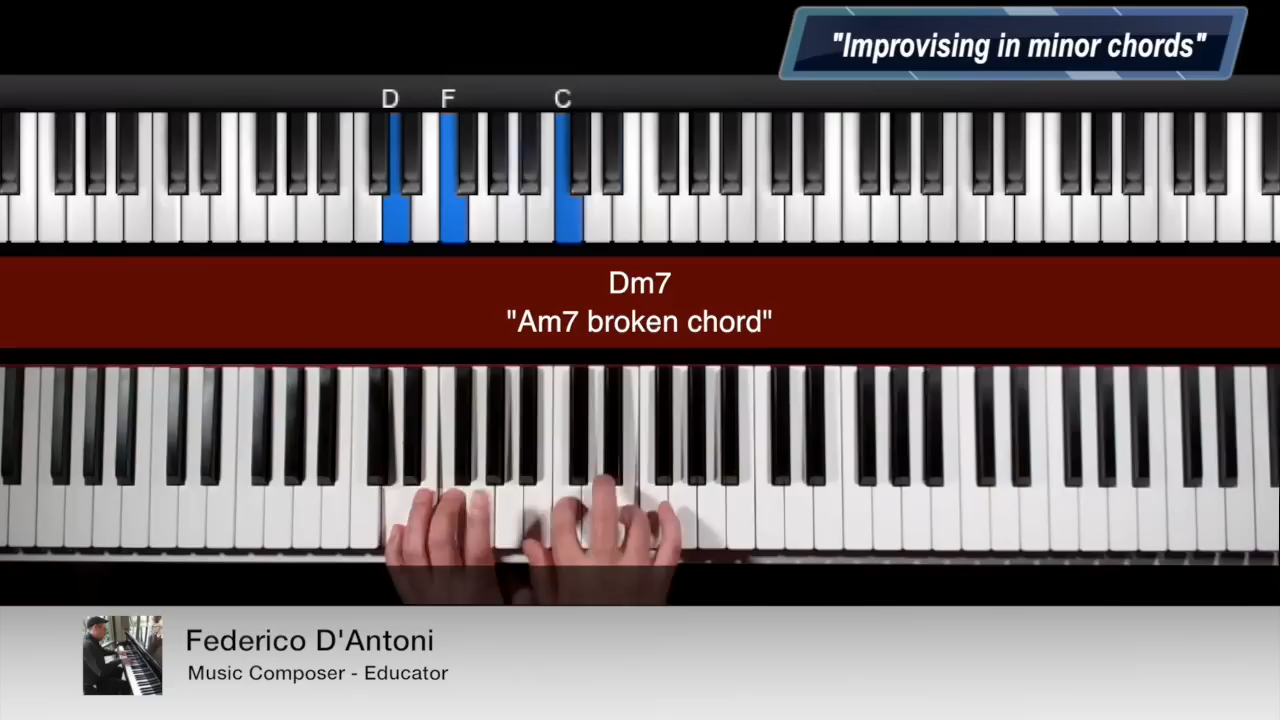 "Improvising in minor chords"
D F C
Dm7
"Am7 broken chord"
Federico D'Antoni
Music Composer - Educator